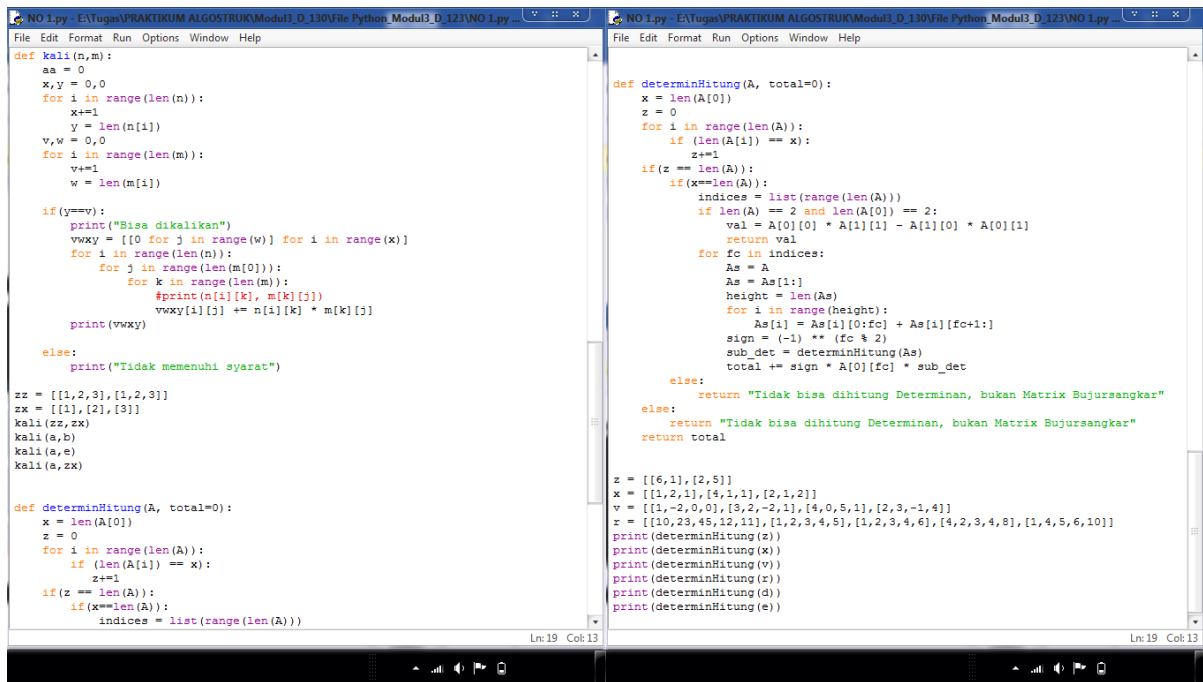 NO 1.py - E:\Tugas\PRAKTIKUM ALGOSTRUK\Modul3_D_130\File Python_Modul3_D_123\NO 1.py ...
File Edit Format Run Options Window Help
def kali(n,m):
    aa = 0
    x,y = 0,0
    for i in range(len(n)):
        x+=1
        y = len(n[i])
    v,w = 0,0
    for i in range(len(m)):
        v+=1
        w = len(m[i])

    if(y==v):
        print("Bisa dikalikan")
        vwxy = [[0 for j in range(w)] for i in range(x)]
        for i in range(len(n)):
            for j in range(len(m[0])):
                for k in range(len(m)):
                    #print(n[i][k], m[k][j])
                    vwxy[i][j] += n[i][k] * m[k][j]
        print(vwxy)

    else:
        print("Tidak memenuhi syarat")

zz = [[1,2,3],[1,2,3]]
zx = [[1],[2],[3]]
kali(zz,zx)
kali(a,b)
kali(a,e)
kali(a,zx)

def determinHitung(A, total=0):
    x = len(A[0])
    z = 0
    for i in range(len(A)):
        if (len(A[i]) == x):
            z+=1
    if(z == len(A)):
        if(x==len(A)):
            indices = list(range(len(A)))
Ln: 19 Col: 13
NO 1.py - E:\Tugas\PRAKTIKUM ALGOSTRUK\Modul3_D_130\File Python_Modul3_D_123\NO 1.py ...
File Edit Format Run Options Window Help
def determinHitung(A, total=0):
    x = len(A[0])
    z = 0
    for i in range(len(A)):
        if (len(A[i]) == x):
            z+=1
    if(z == len(A)):
        if(x==len(A)):
            indices = list(range(len(A)))
            if len(A) == 2 and len(A[0]) == 2:
                val = A[0][0] * A[1][1] - A[1][0] * A[0][1]
                return val
            for fc in indices:
                As = A
                As = As[1:]
                height = len(As)
                for i in range(height):
                    As[i] = As[i][0:fc] + As[i][fc+1:]
                sign = (-1) ** (fc % 2)
                sub_det = determinHitung(As)
                total += sign * A[0][fc] * sub_det
        else:
            return "Tidak bisa dihitung Determinan, bukan Matrix Bujursangkar"
    else:
        return "Tidak bisa dihitung Determinan, bukan Matrix Bujursangkar"
    return total

z = [[6,1],[2,5]]
x = [[1,2,1],[4,1,1],[2,1,2]]
v = [[1,-2,0,0],[3,2,-2,1],[4,0,5,1],[2,3,-1,4]]
r = [[10,23,45,12,11],[1,2,3,4,5],[1,2,3,4,6],[4,2,3,4,8],[1,4,5,6,10]]
print(determinHitung(z))
print(determinHitung(x))
print(determinHitung(v))
print(determinHitung(r))
print(determinHitung(d))
print(determinHitung(e))
Ln: 19 Col: 13